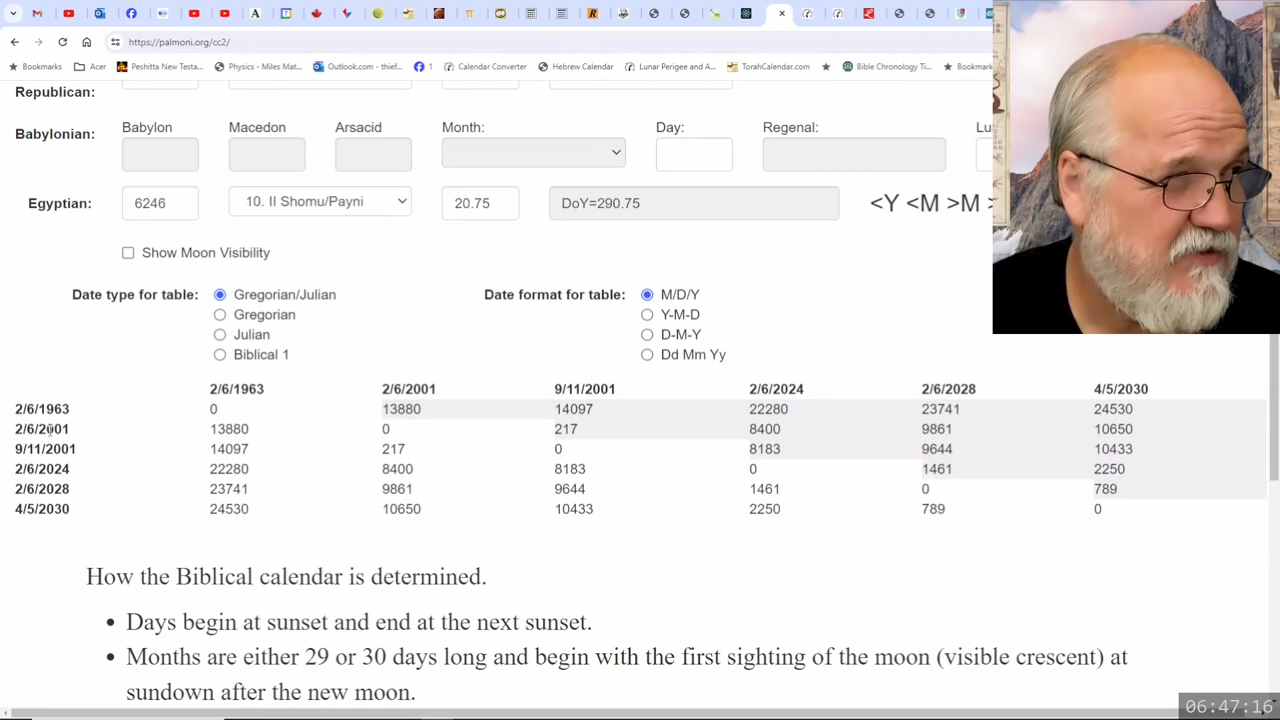 https://palmoni.org/cc2/
Bookmarks Acer Peshitta New Testa... Physics - Miles Mat... Outlook.com - thief... 1 Calendar Converter Hebrew Calendar Lunar Perigee and A... TorahCalendar.com Bible Chronology Ti... Bookmark
Republican:
Babylonian: Babylon Macedon Arsacid Month: Day: Regenal: Lu
Egyptian: 6246 10. II Shomu/Payni 20.75 DoY=290.75 <Y <M >M >
Show Moon Visibility
Date type for table: Gregorian/Julian Date format for table: M/D/Y
Gregorian Y-M-D
Julian D-M-Y
Biblical 1 Dd Mm Yy
2/6/1963 2/6/2001 9/11/2001 2/6/2024 2/6/2028 4/5/2030
2/6/1963 0 13880 14097 22280 23741 24530
2/6/2001 13880 0 217 8400 9861 10650
9/11/2001 14097 217 0 8183 9644 10433
2/6/2024 22280 8400 8183 0 1461 2250
2/6/2028 23741 9861 9644 1461 0 789
4/5/2030 24530 10650 10433 2250 789 0
How the Biblical calendar is determined.
• Days begin at sunset and end at the next sunset.
• Months are either 29 or 30 days long and begin with the first sighting of the moon (visible crescent) at
sundown after the new moon.
06:47:16